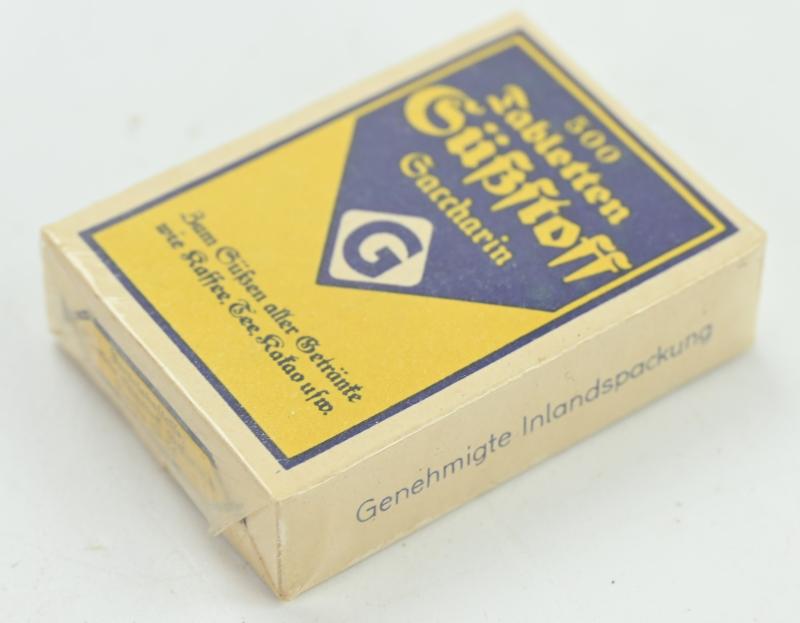 500
Tabletten
Süßstoff
Saccharin
G
Zum Süßen aller Getränke
wie Kaffee, Tee, Kakao usw.
Genehmigte Inlandspackung